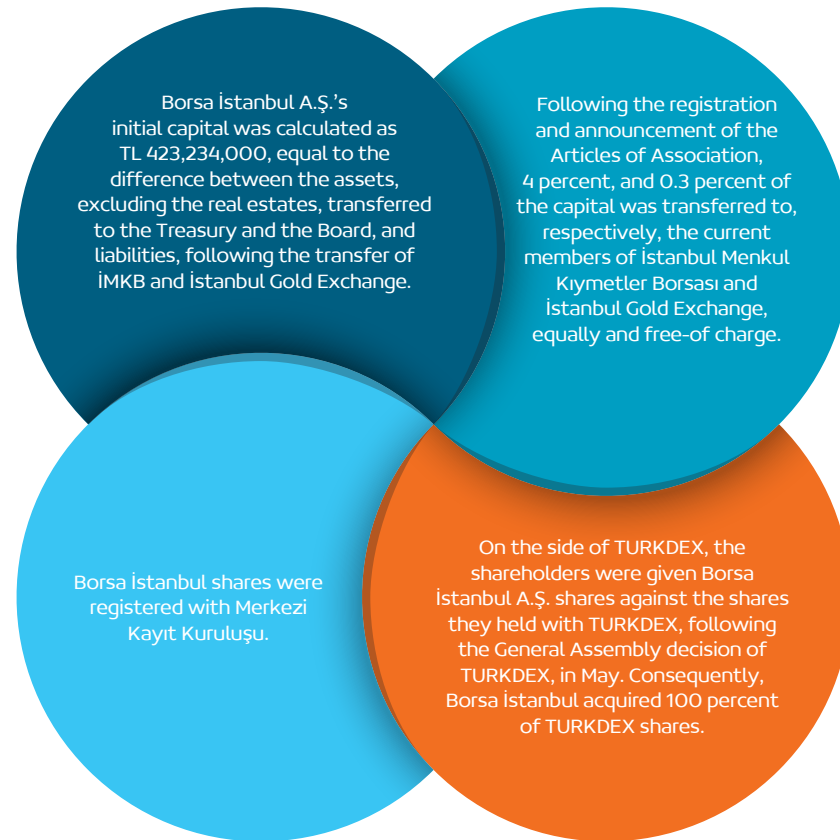 Borsa İstanbul A.Ş.'s
initial capital was calculated as
TL 423,234,000, equal to the
difference between the assets,
excluding the real estates, transferred
to the Treasury and the Board, and
liabilities, following the transfer of
İMKB and İstanbul Gold Exchange.
Following the registration
and announcement of the
Articles of Association,
4 percent, and 0.3 percent of
the capital was transferred to,
respectively, the current
members of İstanbul Menkul
Kıymetler Borsası and
İstanbul Gold Exchange,
equally and free-of charge.
Borsa İstanbul shares were
registered with Merkezi
Kayıt Kuruluşu.
On the side of TURKDEX, the
shareholders were given Borsa
İstanbul A.Ş. shares against the shares
they held with TURKDEX, following
the General Assembly decision of
TURKDEX, in May. Consequently,
Borsa İstanbul acquired 100 percent
of TURKDEX shares.